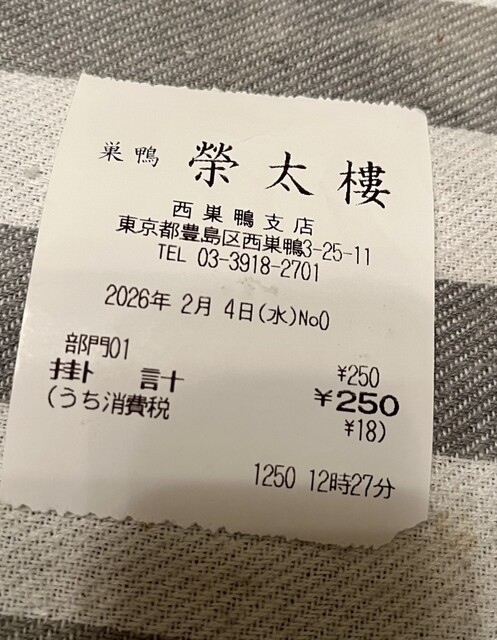 巣鴨 榮太樓
西巣鴨支店
東京都豊島区西巣鴨3-25-11
TEL 03-3918-2701
2026年 2月 4日(水)No0
部門01 ¥250
掛 計 ¥250
(うち消費税 ¥18)
1250 12時27分